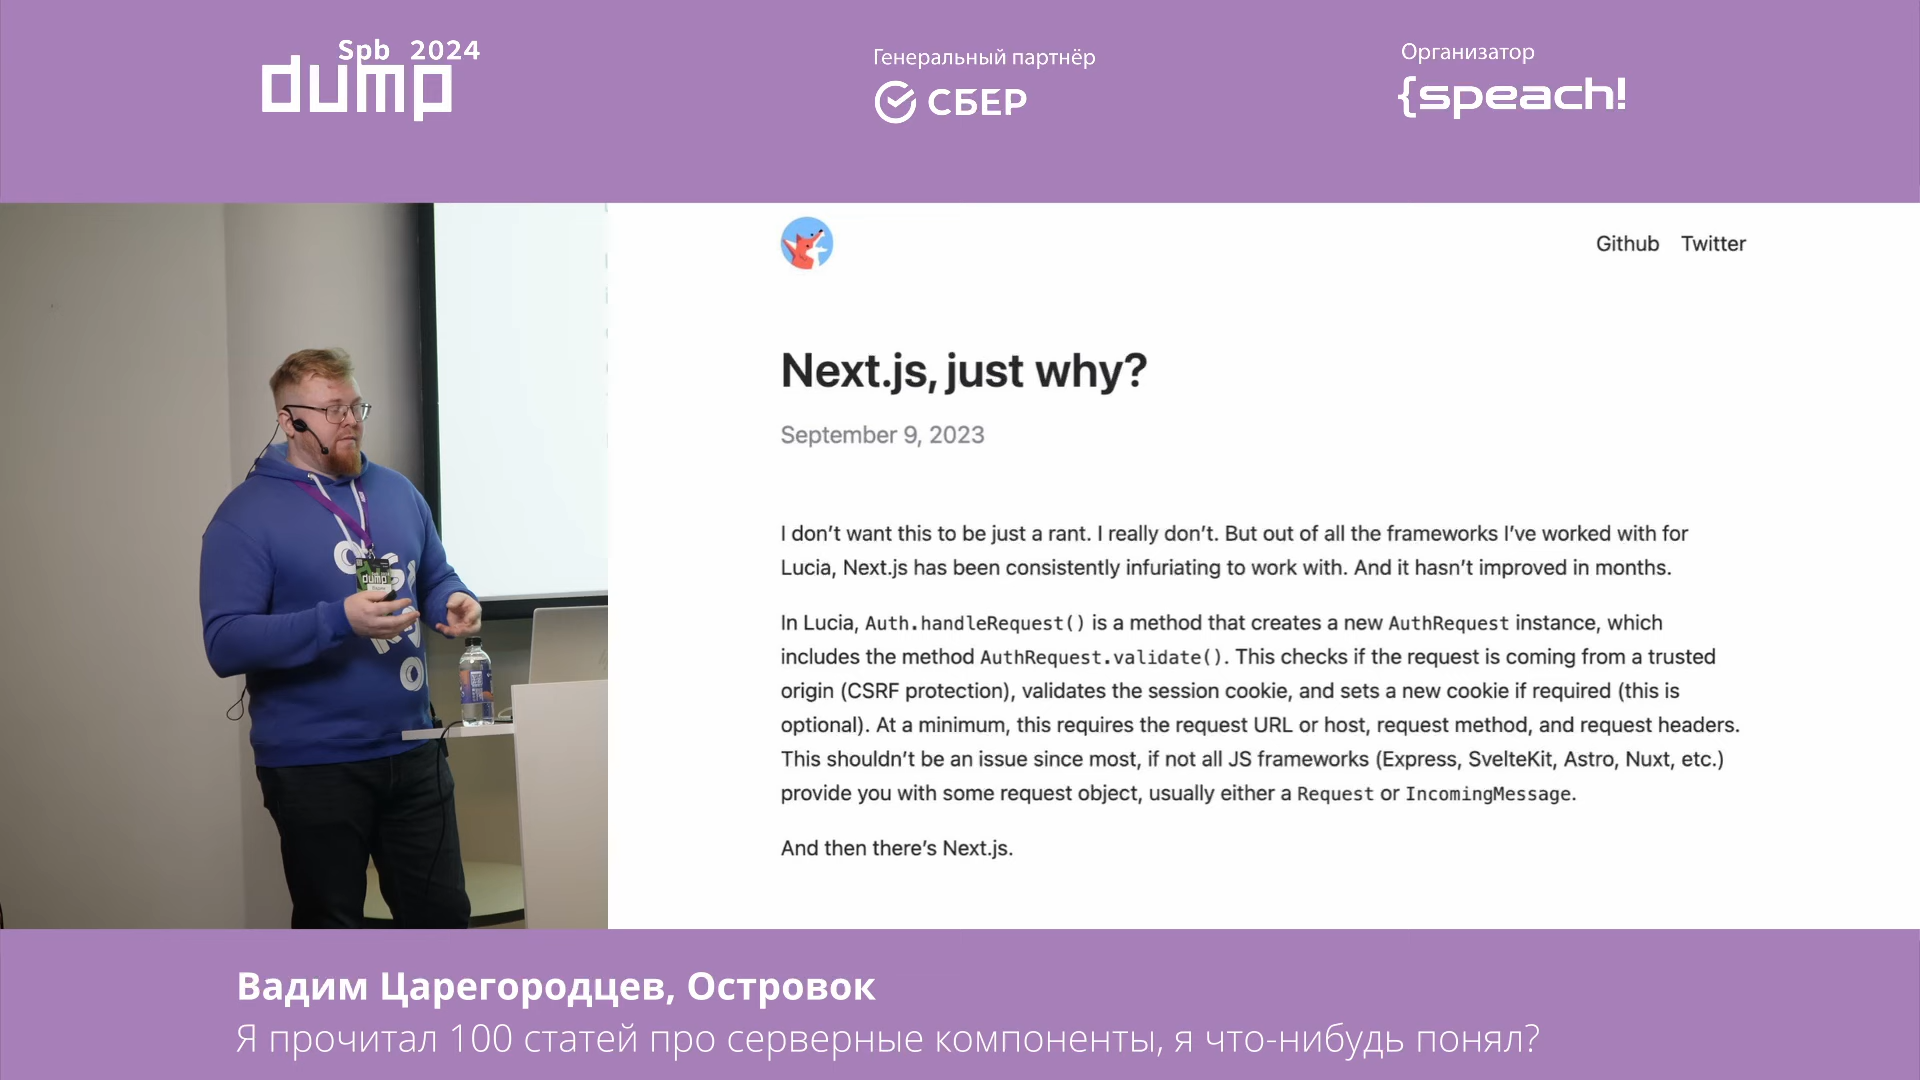 Spb 2024
dump
Генеральный партнёр
СБЕР
Организатор
{speach!
Github Twitter
Next.js, just why?
September 9, 2023
I don’t want this to be just a rant. I really don’t. But out of all the frameworks I’ve worked with for
Lucia, Next.js has been consistently infuriating to work with. And it hasn’t improved in months.
In Lucia, Auth.handleRequest() is a method that creates a new AuthRequest instance, which
includes the method AuthRequest.validate(). This checks if the request is coming from a trusted
origin (CSRF protection), validates the session cookie, and sets a new cookie if required (this is
optional). At a minimum, this requires the request URL or host, request method, and request headers.
This shouldn’t be an issue since most, if not all JS frameworks (Express, SvelteKit, Astro, Nuxt, etc.)
provide you with some request object, usually either a Request or IncomingMessage.
And then there’s Next.js.
dump
Вадим Царегородцев, Островок
Я прочитал 100 статей про серверные компоненты, я что-нибудь понял?